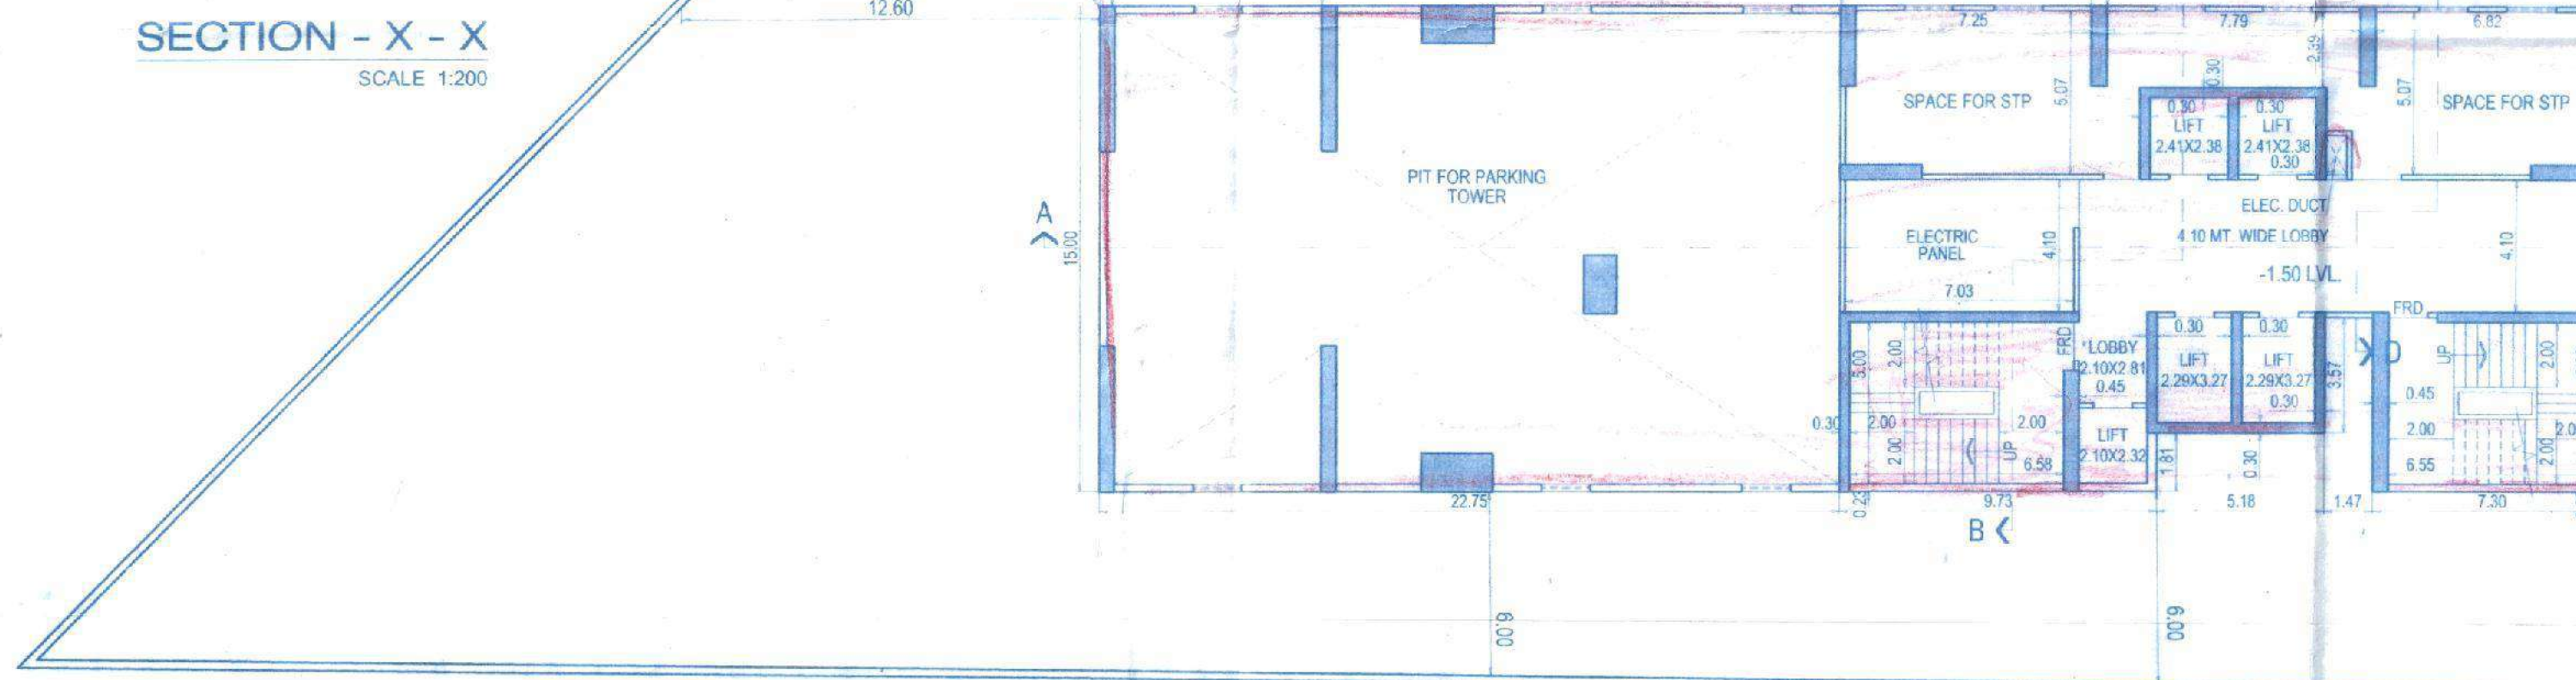 SECTION - X - X
SCALE 1:200
12.60
7.25
7.79
6.82
2.39
0.30
5.07
5.07
SPACE FOR STP
SPACE FOR STP
0.30
0.30
LIFT
2.41X2.38
LIFT
2.41X2.38
0.30
PIT FOR PARKING
TOWER
A
15.00
ELEC. DUCT
ELECTRIC
PANEL
4.10
4.10 MT. WIDE LOBBY
4.10
-1.50 LVL.
7.03
FRD
FRD
0.30
0.30
LOBBY
2.10X2.81
0.45
LIFT
2.29X3.27
LIFT
2.29X3.27
0.30
3.57
D
3.00
2.00
UP
2.00
0.45
0.30
2.00
2.00
2.00
2.00
UP
6.58
LIFT
2.10X2.32
1.81
0.30
2.00
6.55
2.00
22.75
9.73
5.18
1.47
7.30
B
6.00
6.00